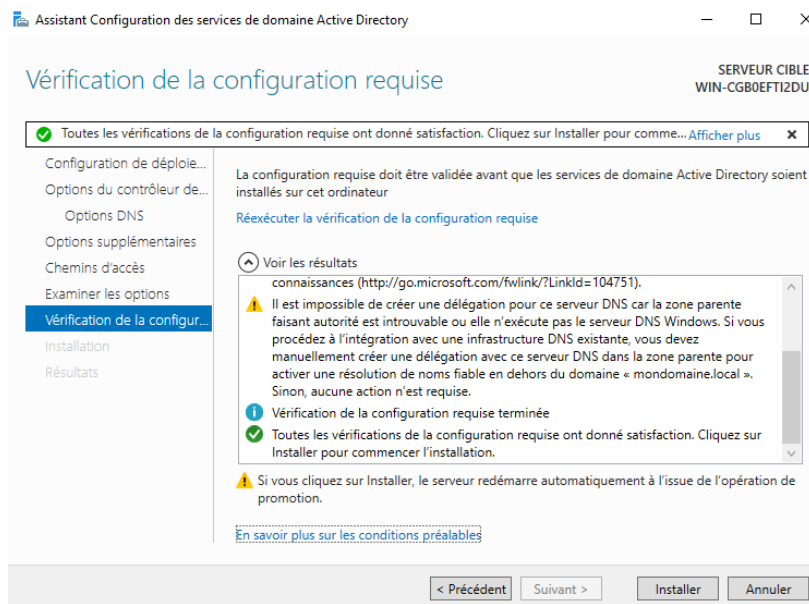 Assistant Configuration des services de domaine Active Directory
Vérification de la configuration requise
SERVEUR CIBLE
WIN-CGB0EFTI2DU
Toutes les vérifications de la configuration requise ont donné satisfaction. Cliquez sur Installer pour comme... Afficher plus
Configuration de déploie...
Options du contrôleur de...
Options DNS
Options supplémentaires
Chemins d'accès
Examiner les options
Vérification de la configur...
Installation
Résultats
La configuration requise doit être validée avant que les services de domaine Active Directory soient
installés sur cet ordinateur
Réexécuter la vérification de la configuration requise
Voir les résultats
connaissances (http://go.microsoft.com/fwlink/?LinkId=104751).
Il est impossible de créer une délégation pour ce serveur DNS car la zone parente
faisant autorité est introuvable ou elle n'exécute pas le serveur DNS Windows. Si vous
procédez à l'intégration avec une infrastructure DNS existante, vous devez
manuellement créer une délégation avec ce serveur DNS dans la zone parente pour
activer une résolution de noms fiable en dehors du domaine « mondomaine.local ».
Sinon, aucune action n'est requise.
Vérification de la configuration requise terminée
Toutes les vérifications de la configuration requise ont donné satisfaction. Cliquez sur
Installer pour commencer l'installation.
Si vous cliquez sur Installer, le serveur redémarre automatiquement à l'issue de l'opération de
promotion.
En savoir plus sur les conditions préalables
< Précédent
Suivant >
Installer
Annuler